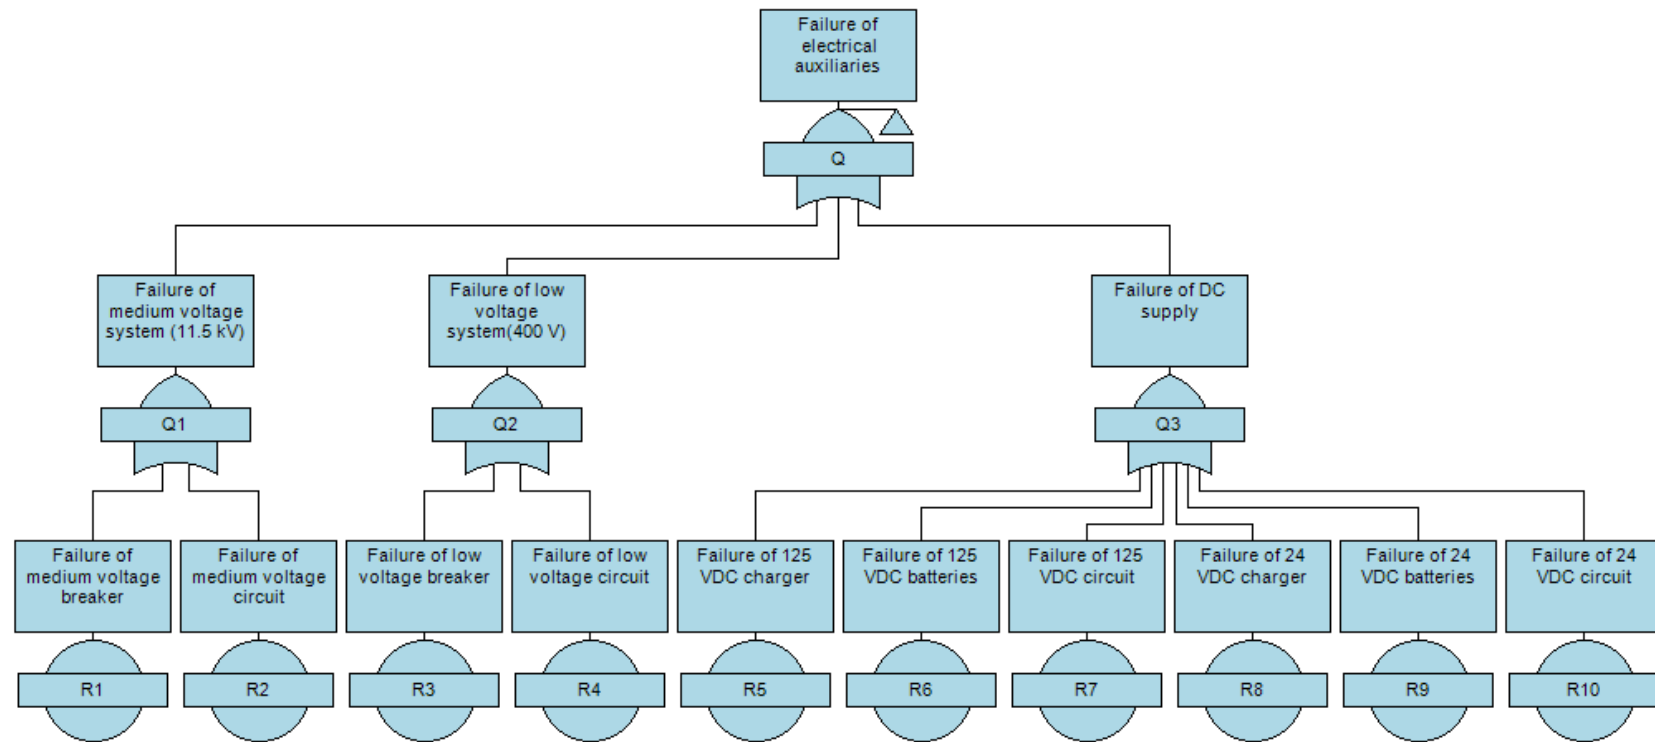 Failure of
electrical
auxiliaries
Q
Failure of
medium voltage
system (11.5 kV)
Failure of low
voltage
system(400 V)
Failure of DC
supply
Q1
Q2
Q3
Failure of
medium voltage
breaker
Failure of
medium voltage
circuit
Failure of low
voltage breaker
Failure of low
voltage circuit
Failure of 125
VDC charger
Failure of 125
VDC batteries
Failure of 125
VDC circuit
Failure of 24
VDC charger
Failure of 24
VDC batteries
Failure of 24
VDC circuit
R1
R2
R3
R4
R5
R6
R7
R8
R9
R10